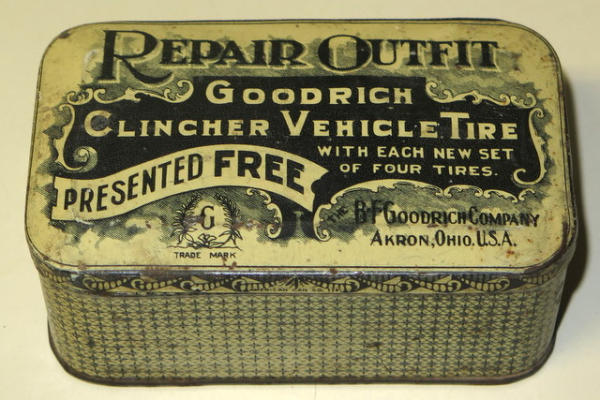 REPAIR OUTFIT
GOODRICH
CLINCHER VEHICLE TIRE
PRESENTED FREE
WITH EACH NEW SET
OF FOUR TIRES.
G
TRADE MARK
THE B.F. GOODRICH COMPANY
AKRON, OHIO. U.S.A.